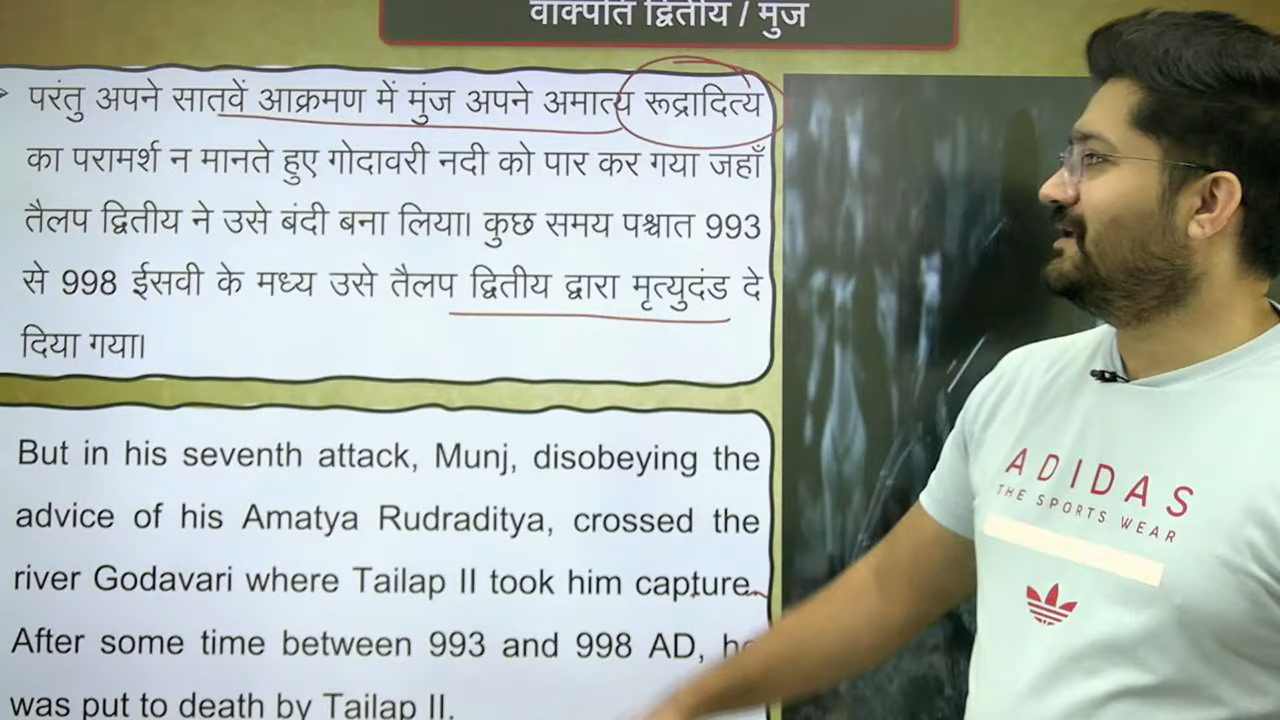 वाक्पति द्वितीय / मुंज
परंतु अपने सातवें आक्रमण में मुंज अपने अमात्य रूद्रादित्य
का परामर्श न मानते हुए गोदावरी नदी को पार कर गया जहाँ
तैलप द्वितीय ने उसे बंदी बना लिया। कुछ समय पश्चात 993
से 998 ईसवी के मध्य उसे तैलप द्वितीय द्वारा मृत्युदंड दे
दिया गया।
But in his seventh attack, Munj, disobeying the
advice of his Amatya Rudraditya, crossed the
river Godavari where Tailap II took him capture.
After some time between 993 and 998 AD, he
was put to death by Tailap II.
ADIDAS
THE SPORTS WEAR